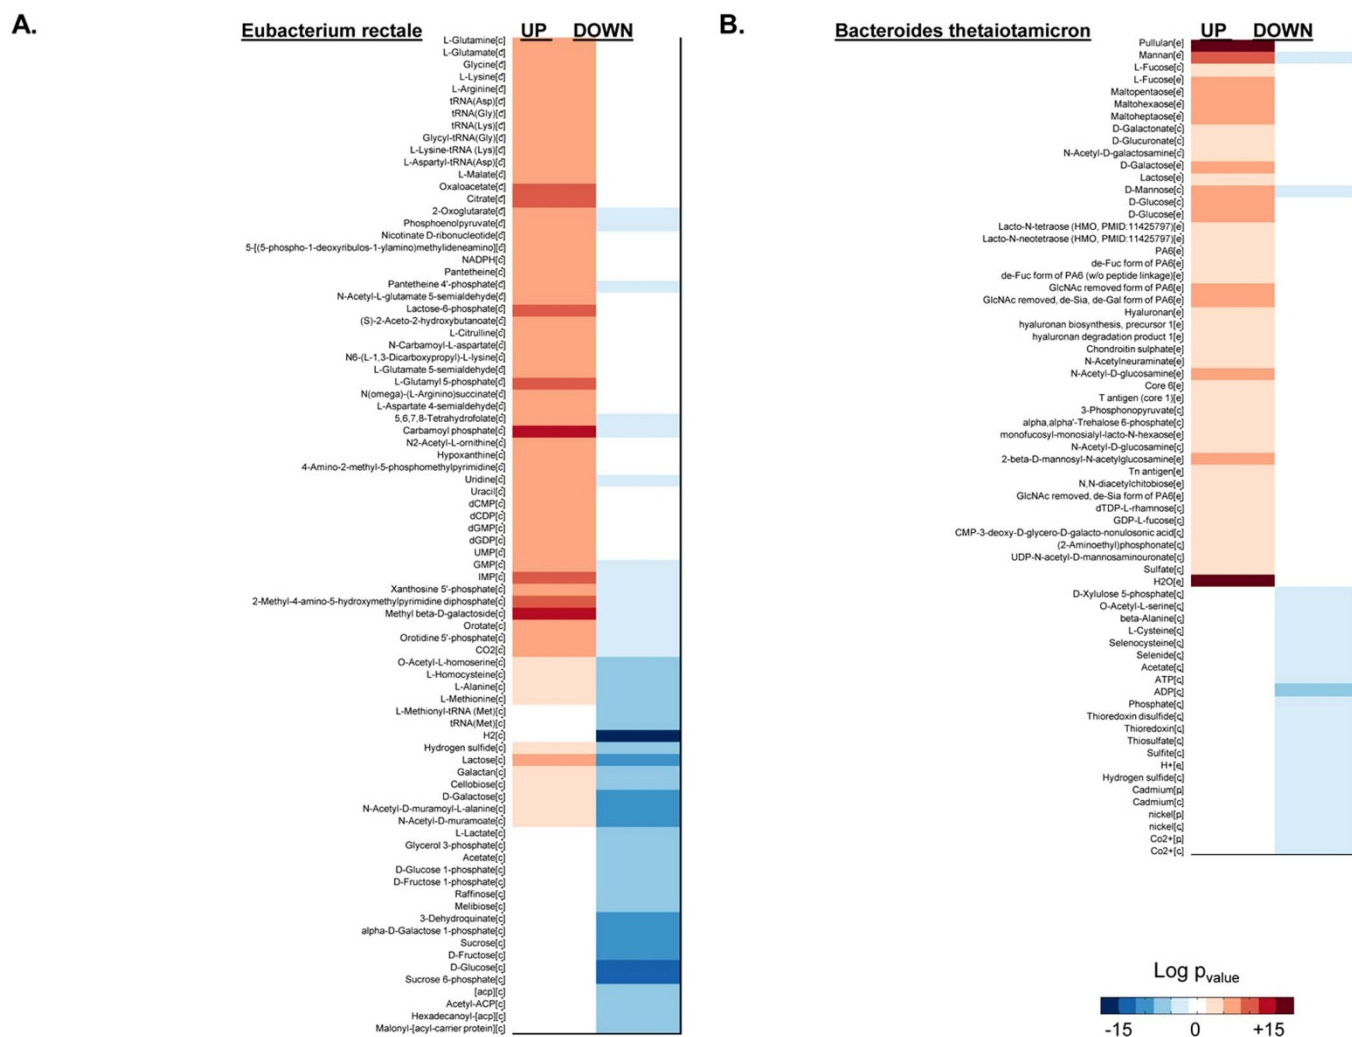 A.
Eubacterium rectale UP DOWN
L-Glutamine[c]
L-Glutamate[c]
Glycine[c]
L-Lysine[c]
L-Arginine[c]
tRNA(Asp)[c]
tRNA(Gly)[c]
tRNA(Lys)[c]
Glycyl-tRNA(Gly)[c]
L-Lysine-tRNA (Lys)[c]
L-Aspartyl-tRNA(Asp)[c]
L-Malate[c]
Oxaloacetate[c]
Citrate[c]
2-Oxoglutarate[c]
Phosphoenolpyruvate[c]
Nicotinate D-ribonucleotide[c]
5-[(5-phospho-1-deoxyribulos-1-ylamino)methylideneamino][c]
NADPH[c]
Pantetheine[c]
Pantetheine 4'-phosphate[c]
N-Acetyl-L-glutamate 5-semialdehyde[c]
Lactose-6-phosphate[c]
(S)-2-Aceto-2-hydroxybutanoate[c]
L-Citrulline[c]
N-Carbamoyl-L-aspartate[c]
N6-(L-1,3-Dicarboxypropyl)-L-lysine[c]
L-Glutamate 5-semialdehyde[c]
L-Glutamyl 5-phosphate[c]
N(omega)-(L-Arginino)succinate[c]
L-Aspartate 4-semialdehyde[c]
5,6,7,8-Tetrahydrofolate[c]
Carbamoyl phosphate[c]
N2-Acetyl-L-ornithine[c]
Hypoxanthine[c]
4-Amino-2-methyl-5-phosphomethylpyrimidine[c]
Uridine[c]
Uracil[c]
dCMP[c]
dCDP[c]
dGMP[c]
dGDP[c]
UMP[c]
GMP[c]
IMP[c]
Xanthosine 5'-phosphate[c]
2-Methyl-4-amino-5-hydroxymethylpyrimidine diphosphate[c]
Methyl beta-D-galactoside[c]
Orotate[c]
Orotidine 5'-phosphate[c]
CO2[c]
O-Acetyl-L-homoserine[c]
L-Homocysteine[c]
L-Alanine[c]
L-Methionine[c]
L-Methionyl-tRNA (Met)[c]
tRNA(Met)[c]
H2[c]
Hydrogen sulfide[c]
Lactose[c]
Galactan[c]
Cellobiose[c]
D-Galactose[c]
N-Acetyl-D-muramoyl-L-alanine[c]
N-Acetyl-D-muramoate[c]
L-Lactate[c]
Glycerol 3-phosphate[c]
Acetate[c]
D-Glucose 1-phosphate[c]
D-Fructose 1-phosphate[c]
Raffinose[c]
Melibiose[c]
3-Dehydroquinate[c]
alpha-D-Galactose 1-phosphate[c]
Sucrose[c]
D-Fructose[c]
D-Glucose[c]
Sucrose 6-phosphate[c]
[acp][c]
Acetyl-ACP[c]
Hexadecanoyl-[acp][c]
Malonyl-[acyl-carrier protein][c]
B.
Bacteroides thetaiotamicron UP DOWN
Pullulan[e]
Mannan[e]
L-Fucose[c]
L-Fucose[e]
Maltopentaose[e]
Maltohexaose[e]
Maltoheptaose[e]
D-Galactonate[c]
D-Glucuronate[c]
N-Acetyl-D-galactosamine[c]
D-Galactose[e]
Lactose[e]
D-Mannose[c]
D-Glucose[c]
D-Glucose[e]
Lacto-N-tetraose (HMO, PMID:11425797)[e]
Lacto-N-neotetraose (HMO, PMID:11425797)[e]
PA6[e]
de-Fuc form of PA6[e]
de-Fuc form of PA6 (w/o peptide linkage)[e]
GlcNAc removed form of PA6[e]
GlcNAc removed, de-Sia, de-Gal form of PA6[e]
Hyaluronan[e]
hyaluronan biosynthesis, precursor 1[e]
hyaluronan degradation product 1[e]
Chondroitin sulphate[e]
N-Acetylneuraminate[e]
N-Acetyl-D-glucosamine[e]
Core 6[e]
T antigen (core 1)[e]
3-Phosphonopyruvate[c]
alpha,alpha'-Trehalose 6-phosphate[c]
monofucosyl-monosialyl-lacto-N-hexaose[e]
N-Acetyl-D-glucosamine[c]
2-beta-D-mannosyl-N-acetylglucosamine[e]
Tn antigen[e]
N,N-diacetylchitobiose[e]
GlcNAc removed, de-Sia form of PA6[e]
dTDP-L-rhamnose[c]
GDP-L-fucose[c]
CMP-3-deoxy-D-glycero-D-galacto-nonulosonic acid[c]
(2-Aminoethyl)phosphonate[c]
UDP-N-acetyl-D-mannosaminouronate[c]
Sulfate[c]
H2O[e]
D-Xylulose 5-phosphate[c]
O-Acetyl-L-serine[c]
beta-Alanine[c]
L-Cysteine[c]
Selenocysteine[c]
Selenide[c]
Acetate[c]
ATP[c]
ADP[c]
Phosphate[c]
Thioredoxin disulfide[c]
Thioredoxin[c]
Thiosulfate[c]
Sulfite[c]
H+[e]
Hydrogen sulfide[c]
Cadmium[p]
Cadmium[c]
nickel[p]
nickel[c]
Co2+[p]
Co2+[c]
Log pvalue
-15 0 +15